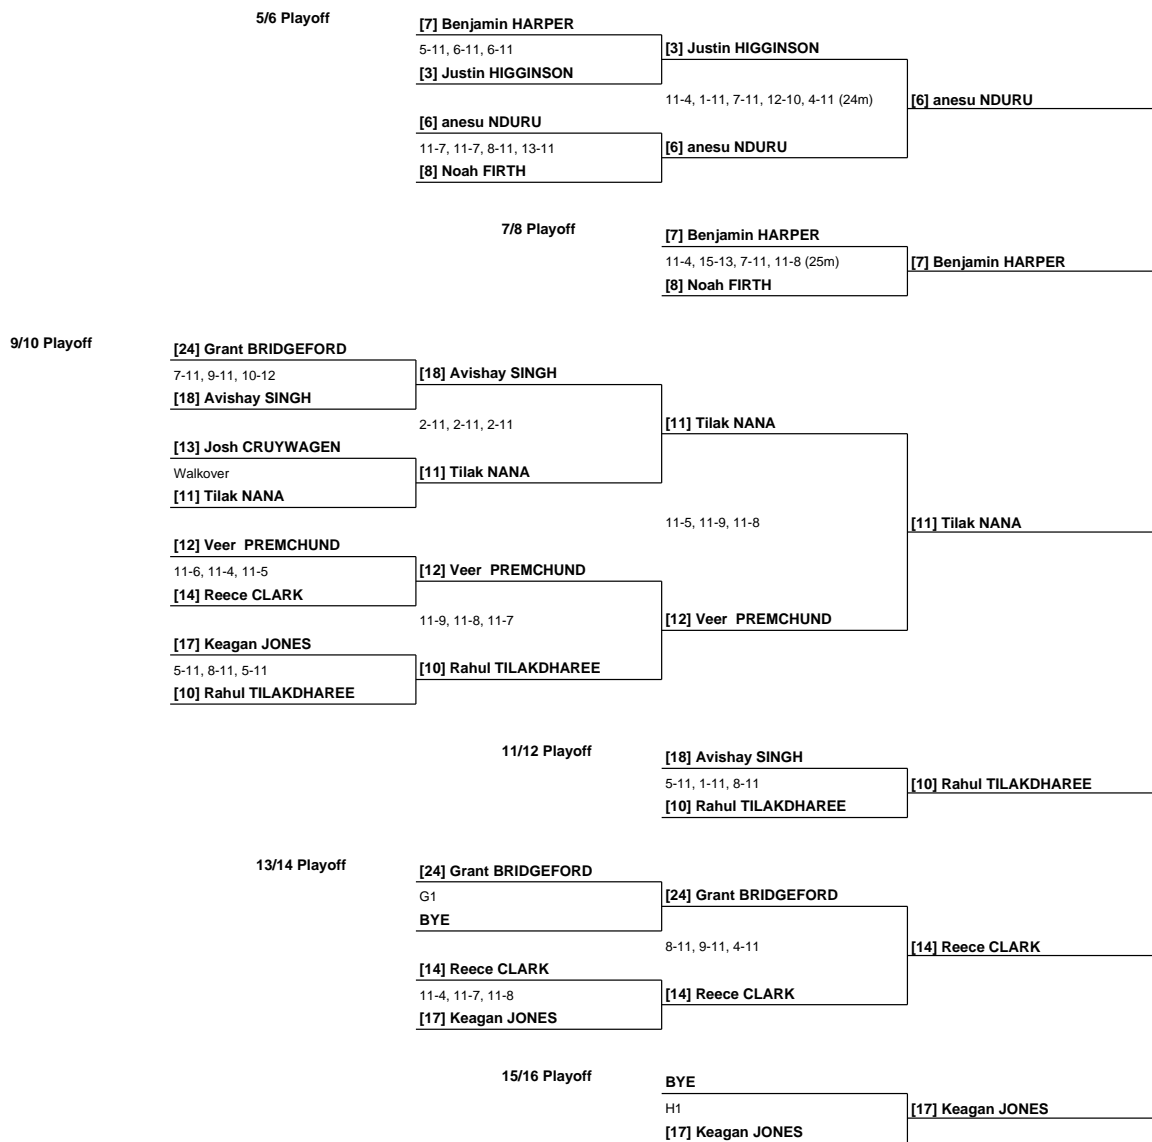 5/6 Playoff
[7] Benjamin HARPER
5-11, 6-11, 6-11
[3] Justin HIGGINSON
[3] Justin HIGGINSON
11-4, 1-11, 7-11, 12-10, 4-11 (24m)
[6] anesu NDURU
[6] anesu NDURU
11-7, 11-7, 8-11, 13-11
[6] anesu NDURU
[8] Noah FIRTH
7/8 Playoff
[7] Benjamin HARPER
11-4, 15-13, 7-11, 11-8 (25m)
[7] Benjamin HARPER
[8] Noah FIRTH
9/10 Playoff
[24] Grant BRIDGEFORD
7-11, 9-11, 10-12
[18] Avishay SINGH
[18] Avishay SINGH
2-11, 2-11, 2-11
[11] Tilak NANA
[13] Josh CRUYWAGEN
Walkover
[11] Tilak NANA
[11] Tilak NANA
11-5, 11-9, 11-8
[11] Tilak NANA
[12] Veer PREMCHUND
11-6, 11-4, 11-5
[12] Veer PREMCHUND
[14] Reece CLARK
11-9, 11-8, 11-7
[12] Veer PREMCHUND
[17] Keagan JONES
5-11, 8-11, 5-11
[10] Rahul TILAKDHAREE
[10] Rahul TILAKDHAREE
11/12 Playoff
[18] Avishay SINGH
5-11, 1-11, 8-11
[10] Rahul TILAKDHAREE
[10] Rahul TILAKDHAREE
13/14 Playoff
[24] Grant BRIDGEFORD
G1
[24] Grant BRIDGEFORD
BYE
8-11, 9-11, 4-11
[14] Reece CLARK
[14] Reece CLARK
11-4, 11-7, 11-8
[14] Reece CLARK
[17] Keagan JONES
15/16 Playoff
BYE
H1
[17] Keagan JONES
[17] Keagan JONES